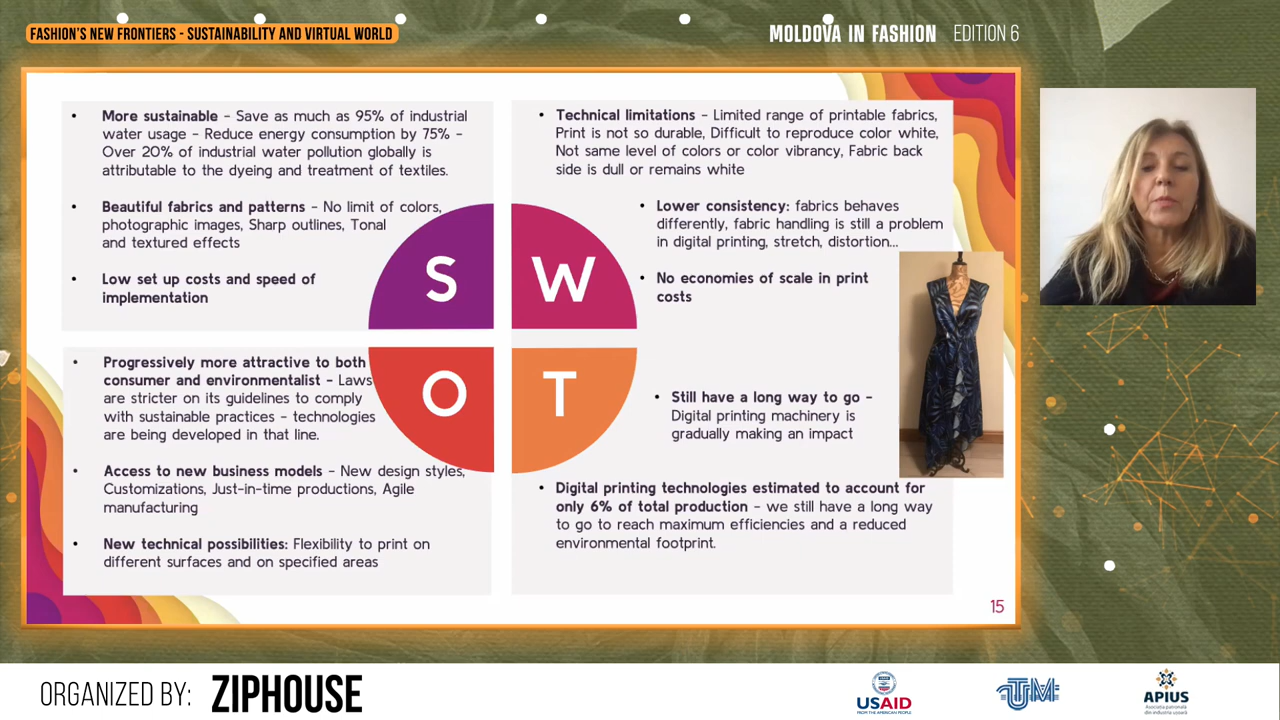 FASHION'S NEW FRONTIERS - SUSTAINABILITY AND VIRTUAL WORLD
MOLDOVA IN FASHION EDITION 6
• More sustainable – Save as much as 95% of industrial
water usage – Reduce energy consumption by 75% –
Over 20% of industrial water pollution globally is
attributable to the dyeing and treatment of textiles.
• Beautiful fabrics and patterns – No limit of colors,
photographic images, Sharp outlines, Tonal
and textured effects
• Low set up costs and speed of
implementation
S
• Technical limitations – Limited range of printable fabrics,
Print is not so durable, Difficult to reproduce color white,
Not same level of colors or color vibrancy, Fabric back
side is dull or remains white
• Lower consistency: fabrics behaves
differently, fabric handling is still a problem
in digital printing, stretch, distortion...
• No economies of scale in print
costs
W
• Progressively more attractive to both
consumer and environmentalist – Laws
are stricter on its guidelines to comply
with sustainable practices – technologies
are being developed in that line.
• Access to new business models – New design styles,
Customizations, Just-in-time productions, Agile
manufacturing
• New technical possibilities: Flexibility to print on
different surfaces and on specified areas
O
T
• Still have a long way to go –
Digital printing machinery is
gradually making an impact
• Digital printing technologies estimated to account for
only 6% of total production – we still have a long way
to go to reach maximum efficiencies and a reduced
environmental footprint.
15
ORGANIZED BY: ZIPHOUSE
USAID
FROM THE AMERICAN PEOPLE
UTM
APIUS
Asociația patronală
din industria ușoară